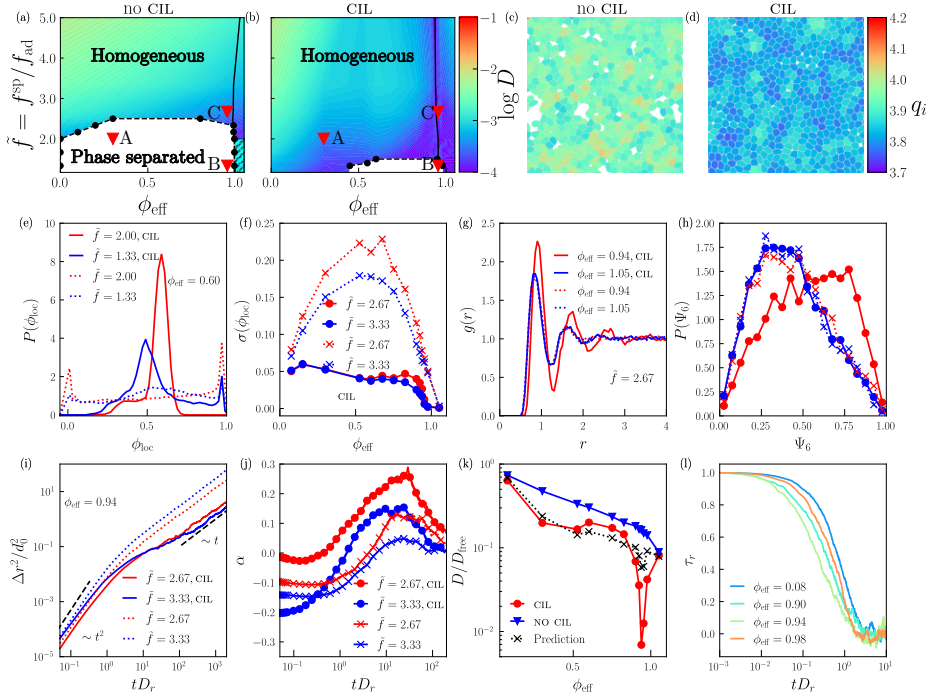 (a)
no CIL
(b)
CIL
(c)
no CIL
(d)
CIL
f̃ = f^sp/f_ad
5.0
4.0
3.0
2.0
Homogeneous
C
A
Phase separated
B
0.0
0.5
1.0
ϕ_eff
Homogeneous
C
A
B
0.0
0.5
1.0
ϕ_eff
−1
−2
−3
−4
log D
4.2
4.1
4.0
3.9
3.8
3.7
q_i
(e)
P(ϕ_loc)
8
6
4
2
0
f̃ = 2.00, CIL
f̃ = 1.33, CIL
f̃ = 2.00
f̃ = 1.33
ϕ_eff = 0.60
0.0
0.5
1.0
ϕ_loc
(f)
σ(ϕ_loc)
0.25
0.20
0.15
0.10
0.05
0.00
f̃ = 2.67
f̃ = 3.33
f̃ = 2.67
f̃ = 3.33
CIL
0.0
0.5
1.0
ϕ_eff
(g)
g(r)
2.5
2.0
1.5
1.0
0.5
0.0
ϕ_eff = 0.94, CIL
ϕ_eff = 1.05, CIL
ϕ_eff = 0.94
ϕ_eff = 1.05
f̃ = 2.67
0
1
2
3
4
r
(h)
P(Ψ_6)
2.00
1.75
1.50
1.25
1.00
0.75
0.50
0.25
0.00
0.00
0.25
0.50
0.75
1.00
Ψ_6
(i)
Δr²/d_0²
10^1
10^−1
10^−3
10^−5
ϕ_eff = 0.94
∼ t
∼ t²
f̃ = 2.67, CIL
f̃ = 3.33, CIL
f̃ = 2.67
f̃ = 3.33
10^−1
10^0
10^1
10^2
10^3
tD_r
(j)
α
0.3
0.2
0.1
0.0
−0.1
−0.2
−0.3
f̃ = 2.67, CIL
f̃ = 3.33, CIL
f̃ = 2.67
f̃ = 3.33
10^−1
10^0
10^1
10^2
tD_r
(k)
D/D_free
10^0
10^−1
10^−2
CIL
NO CIL
Prediction
0.5
1.0
ϕ_eff
(l)
τ_r
1.0
0.8
0.6
0.4
0.2
0.0
ϕ_eff = 0.08
ϕ_eff = 0.90
ϕ_eff = 0.94
ϕ_eff = 0.98
10^−3
10^−2
10^−1
10^0
10^1
tD_r